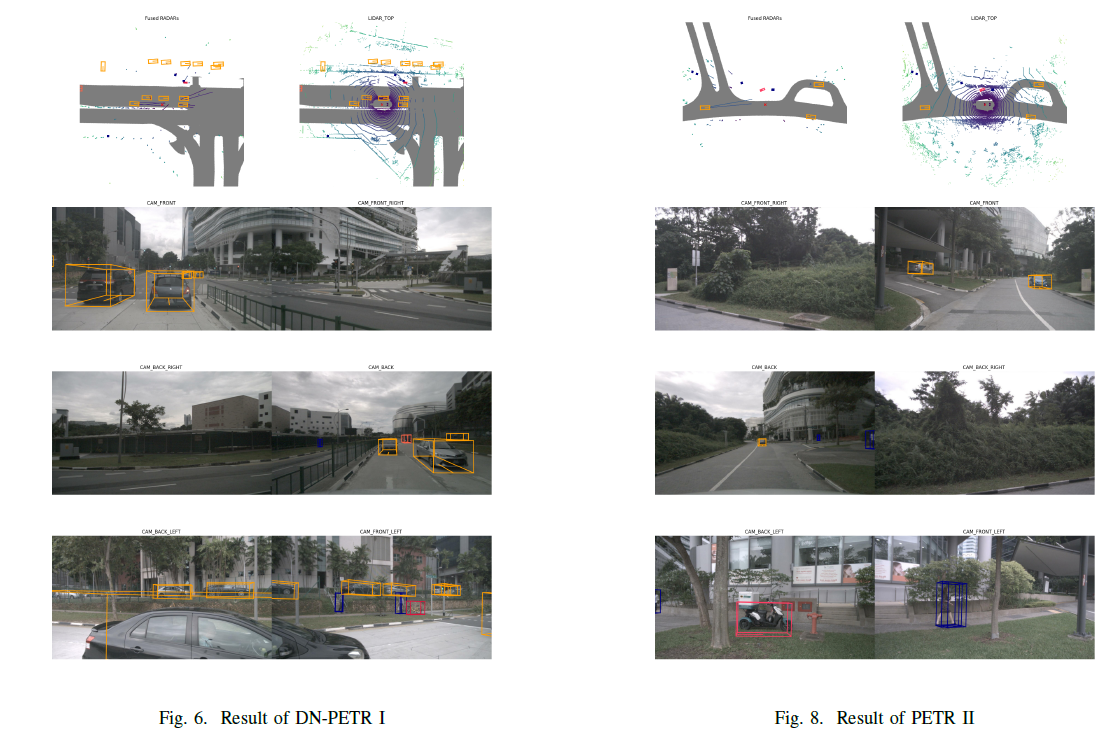 Fused RADARs
LIDAR_TOP
CAM_FRONT
CAM_FRONT_RIGHT
CAM_BACK_RIGHT
CAM_BACK
CAM_BACK_LEFT
CAM_FRONT_LEFT
Fig. 6. Result of DN-PETR I
Fused RADARs
LIDAR_TOP
CAM_FRONT_RIGHT
CAM_FRONT
CAM_BACK
CAM_BACK_RIGHT
CAM_BACK_LEFT
CAM_FRONT_LEFT
Fig. 8. Result of PETR II